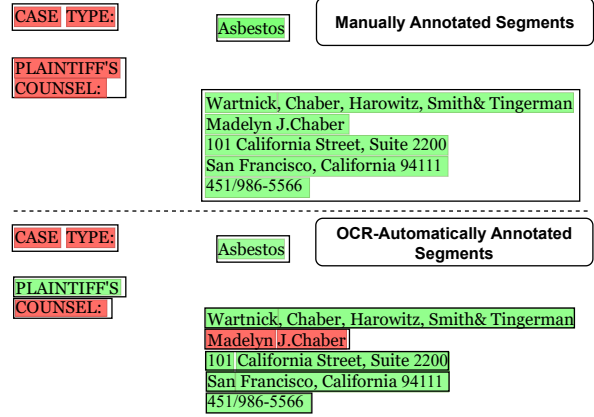 CASE TYPE:
Asbestos
Manually Annotated Segments
PLAINTIFF'S
COUNSEL:
Wartnick, Chaber, Harowitz, Smith& Tingerman
Madelyn J.Chaber
101 California Street, Suite 2200
San Francisco, California 94111
451/986-5566
CASE TYPE:
Asbestos
OCR-Automatically Annotated
Segments
PLAINTIFF'S
COUNSEL:
Wartnick, Chaber, Harowitz, Smith& Tingerman
Madelyn J.Chaber
101 California Street, Suite 2200
San Francisco, California 94111
451/986-5566